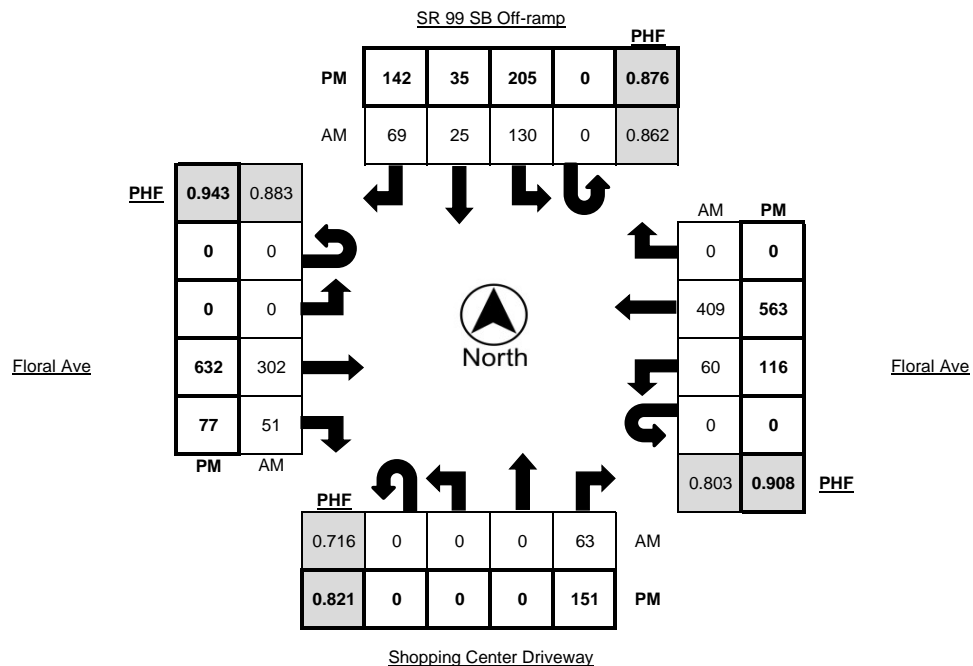 SR 99 SB Off-ramp
PHF
PM 142 35 205 0 0.876
AM 69 25 130 0 0.862
PHF 0.943 0.883
0 0
0 0
632 302
77 51
PM AM
Floral Ave
North
AM PM
0 0
409 563
60 116
0 0
0.803 0.908 PHF
Floral Ave
PHF
0.716 0 0 0 63 AM
0.821 0 0 0 151 PM
Shopping Center Driveway